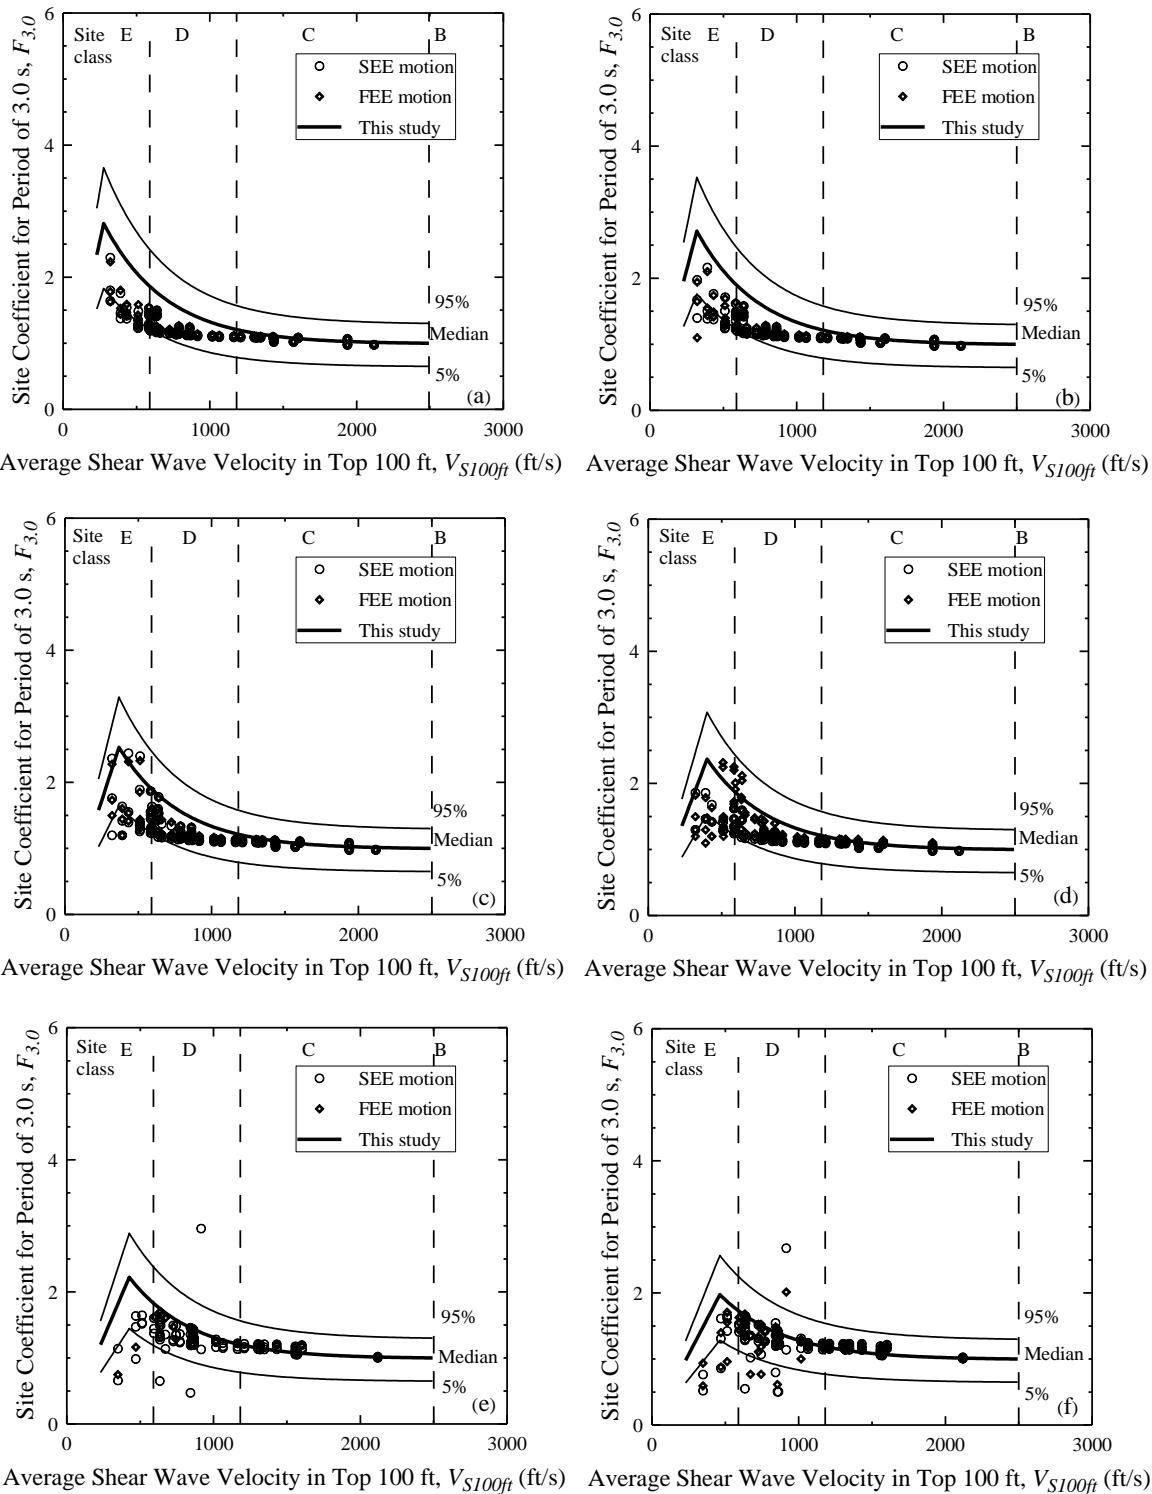 Site Coefficient for Period of 3.0 s, F3.0
6
4
2
0
Site class
E
D
C
B
SEE motion
FEE motion
This study
95%
Median
5%
(a)
0
1000
2000
3000
Average Shear Wave Velocity in Top 100 ft, VS100ft (ft/s)
Site Coefficient for Period of 3.0 s, F3.0
6
4
2
0
Site class
E
D
C
B
SEE motion
FEE motion
This study
95%
Median
5%
(b)
0
1000
2000
3000
Average Shear Wave Velocity in Top 100 ft, VS100ft (ft/s)
Site Coefficient for Period of 3.0 s, F3.0
6
4
2
0
Site class
E
D
C
B
SEE motion
FEE motion
This study
95%
Median
5%
(c)
0
1000
2000
3000
Average Shear Wave Velocity in Top 100 ft, VS100ft (ft/s)
Site Coefficient for Period of 3.0 s, F3.0
6
4
2
0
Site class
E
D
C
B
SEE motion
FEE motion
This study
95%
Median
5%
(d)
0
1000
2000
3000
Average Shear Wave Velocity in Top 100 ft, VS100ft (ft/s)
Site Coefficient for Period of 3.0 s, F3.0
6
4
2
0
Site class
E
D
C
B
SEE motion
FEE motion
This study
95%
Median
5%
(e)
0
1000
2000
3000
Average Shear Wave Velocity in Top 100 ft, VS100ft (ft/s)
Site Coefficient for Period of 3.0 s, F3.0
6
4
2
0
Site class
E
D
C
B
SEE motion
FEE motion
This study
95%
Median
5%
(f)
0
1000
2000
3000
Average Shear Wave Velocity in Top 100 ft, VS100ft (ft/s)